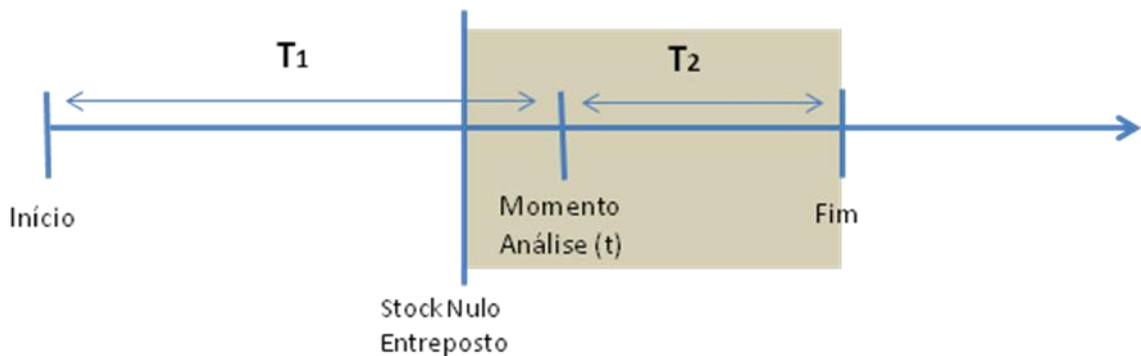 T1
T2
Início
Momento
Análise (t)
Fim
Stock Nulo
Entreposto